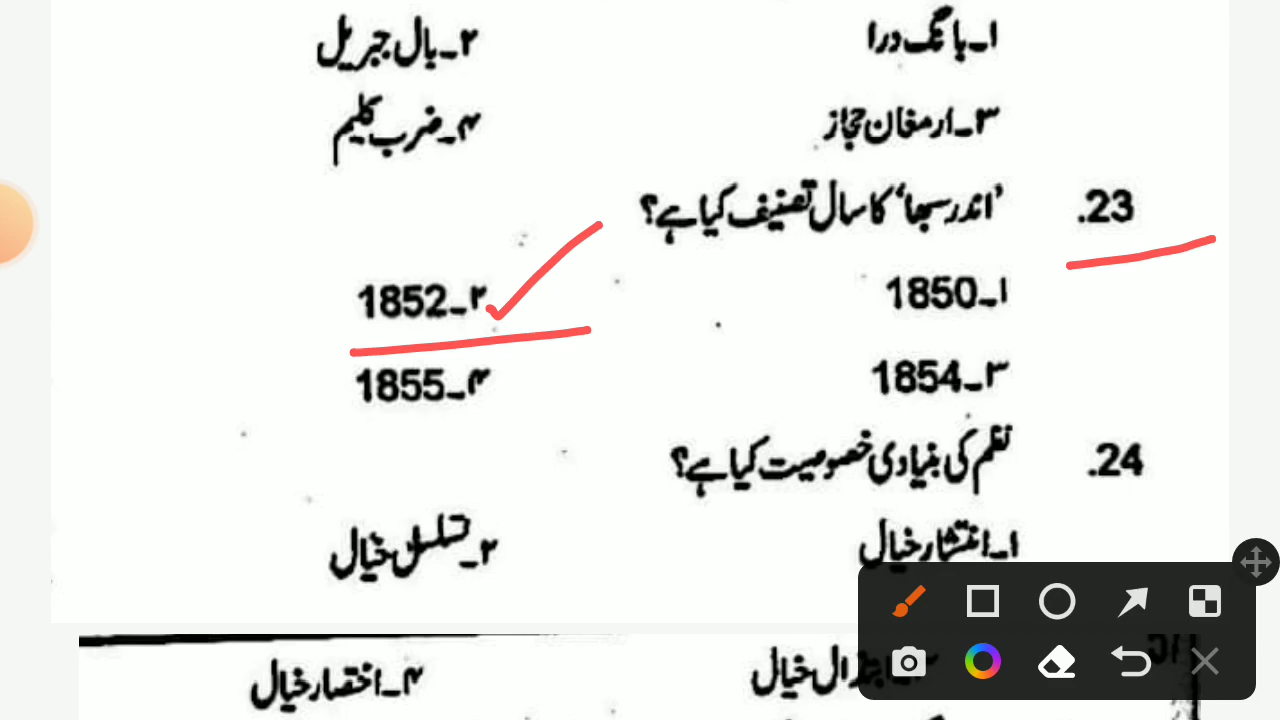 ۱۔بانگ درا ۲۔بال جبریل
۳۔ارمغان حجاز ۴۔ضرب کلیم
23. ’اندر سبھا‘ کا سال تصنیف کیا ہے؟
۱۔1850 ۲۔1852
۳۔1854 ۴۔1855
24. نظم کی بنیادی خصوصیت کیا ہے؟
۱۔انتشار خیال ۲۔تسلسل خیال
ابتذال خیال ۴۔اختصار خیال